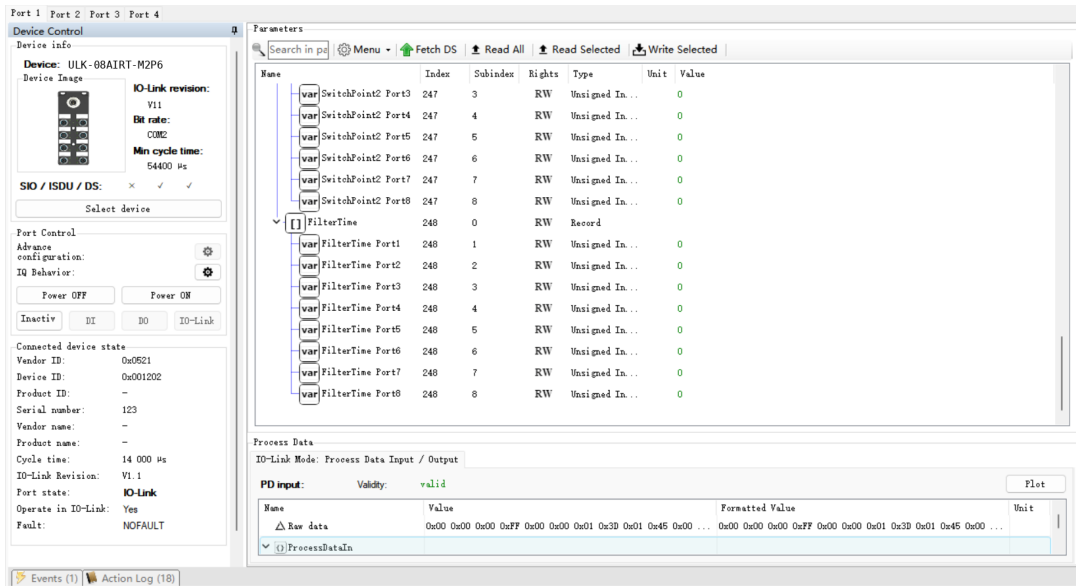 Port 1 Port 2 Port 3 Port 4
Device Control
Device info
Device: ULK-08AIRT-M2P6
Device Image
IO-Link revision:
V11
Bit rate:
COM2
Min cycle time:
54400 μs
SIO / ISDU / DS: × ✓ ✓
Select device
Port Control
Advance
configuration:
IQ Behavior:
Power OFF Power ON
Inactiv DI DO IO-Link
Connected device state
Vendor ID: 0x0521
Device ID: 0x001202
Product ID: —
Serial number: 123
Vendor name: —
Product name: —
Cycle time: 14 000 μs
IO-Link Revision: V1.1
Port state: IO-Link
Operate in IO-Link: Yes
Fault: NOFAULT
Events (1) Action Log (18)
Parameters
Search in pa Menu Fetch DS Read All Read Selected Write Selected
Name Index Subindex Rights Type Unit Value
var SwitchPoint2 Port3 247 3 RW Unsigned In... 0
var SwitchPoint2 Port4 247 4 RW Unsigned In... 0
var SwitchPoint2 Port5 247 5 RW Unsigned In... 0
var SwitchPoint2 Port6 247 6 RW Unsigned In... 0
var SwitchPoint2 Port7 247 7 RW Unsigned In... 0
var SwitchPoint2 Port8 247 8 RW Unsigned In... 0
[] FilterTime 248 0 RW Record
var FilterTime Port1 248 1 RW Unsigned In... 0
var FilterTime Port2 248 2 RW Unsigned In... 0
var FilterTime Port3 248 3 RW Unsigned In... 0
var FilterTime Port4 248 4 RW Unsigned In... 0
var FilterTime Port5 248 5 RW Unsigned In... 0
var FilterTime Port6 248 6 RW Unsigned In... 0
var FilterTime Port7 248 7 RW Unsigned In... 0
var FilterTime Port8 248 8 RW Unsigned In... 0
Process Data
IO-Link Mode: Process Data Input / Output
PD input: Validity: valid Plot
Name Value Formatted Value Unit
Raw data 0x00 0x00 0x00 0xFF 0x00 0x00 0x01 0x3D 0x01 0x45 0x00 ... 0x00 0x00 0x00 0xFF 0x00 0x00 0x01 0x3D 0x01 0x45 0x00 ...
{} ProcessDataIn